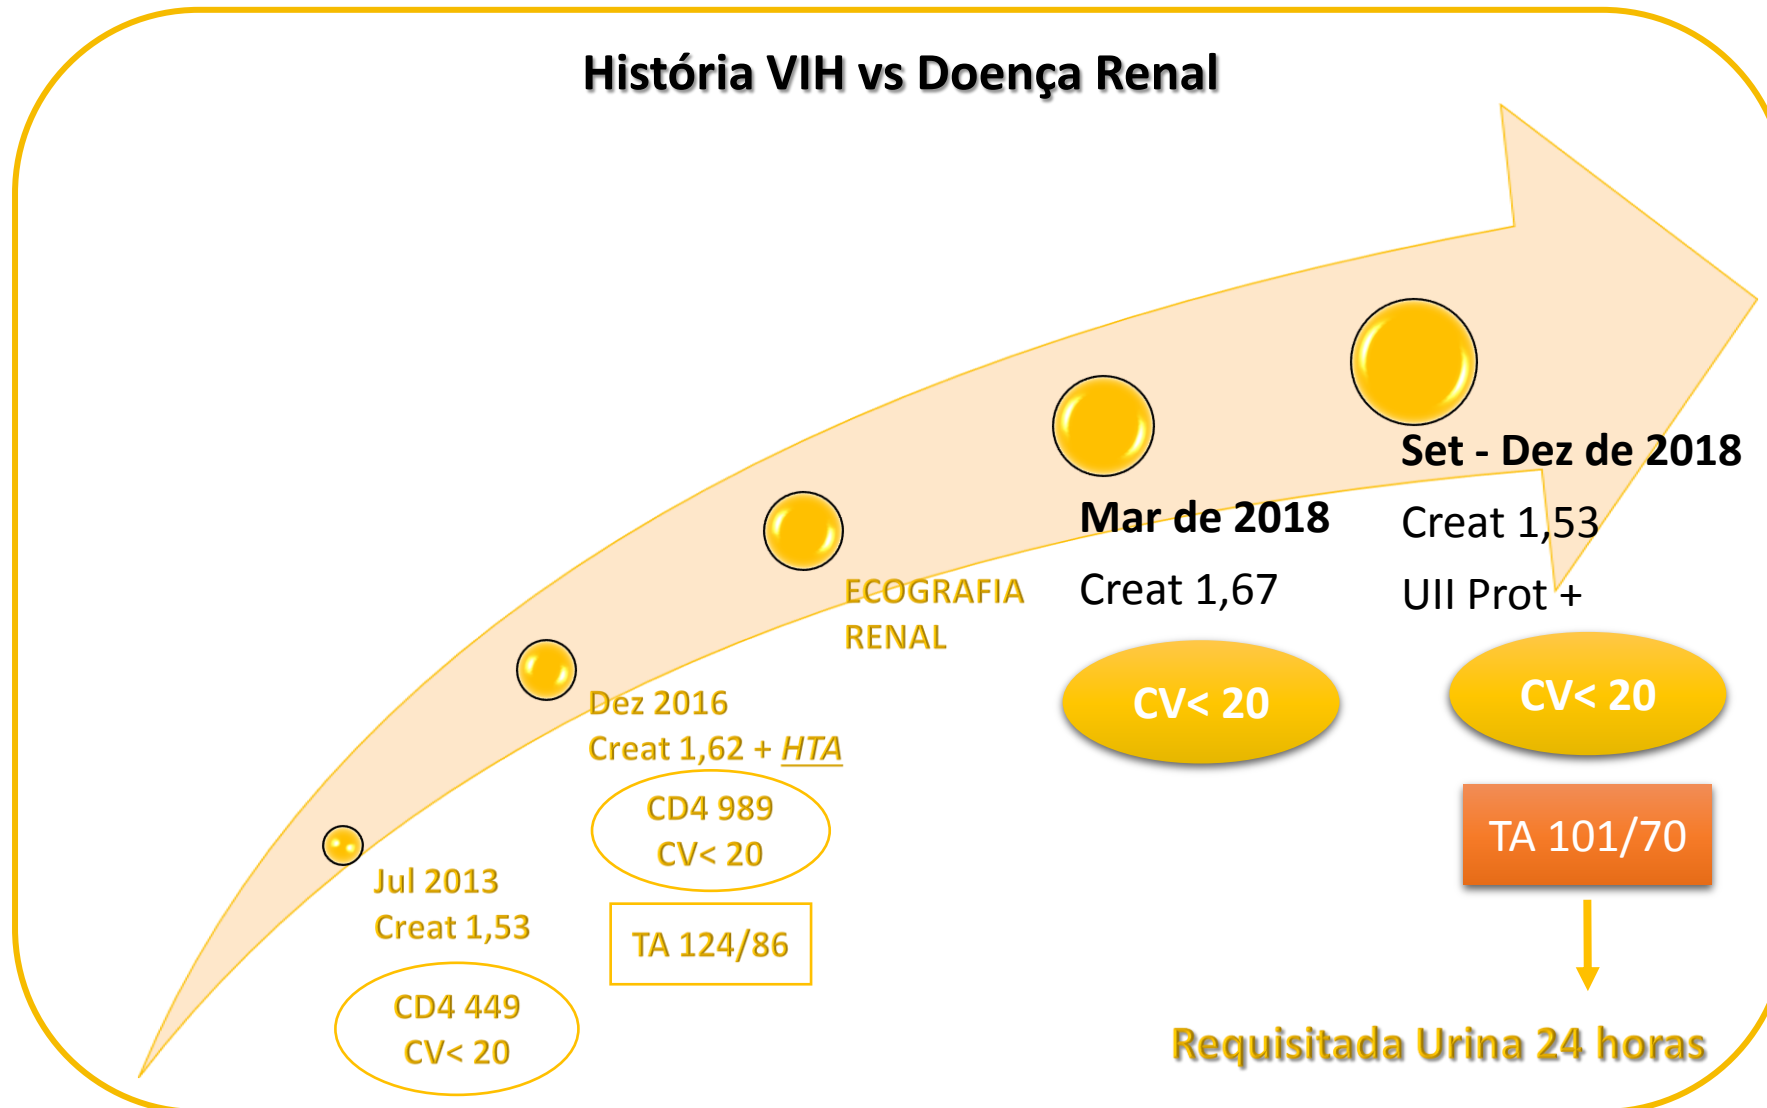 História VIH vs Doença Renal
Jul 2013
Creat 1,53
CD4 449
CV< 20
Dez 2016
Creat 1,62 + HTA
CD4 989
CV< 20
TA 124/86
ECOGRAFIA
RENAL
Mar de 2018
Creat 1,67
CV< 20
Set - Dez de 2018
Creat 1,53
UII Prot +
CV< 20
TA 101/70
Requisitada Urina 24 horas